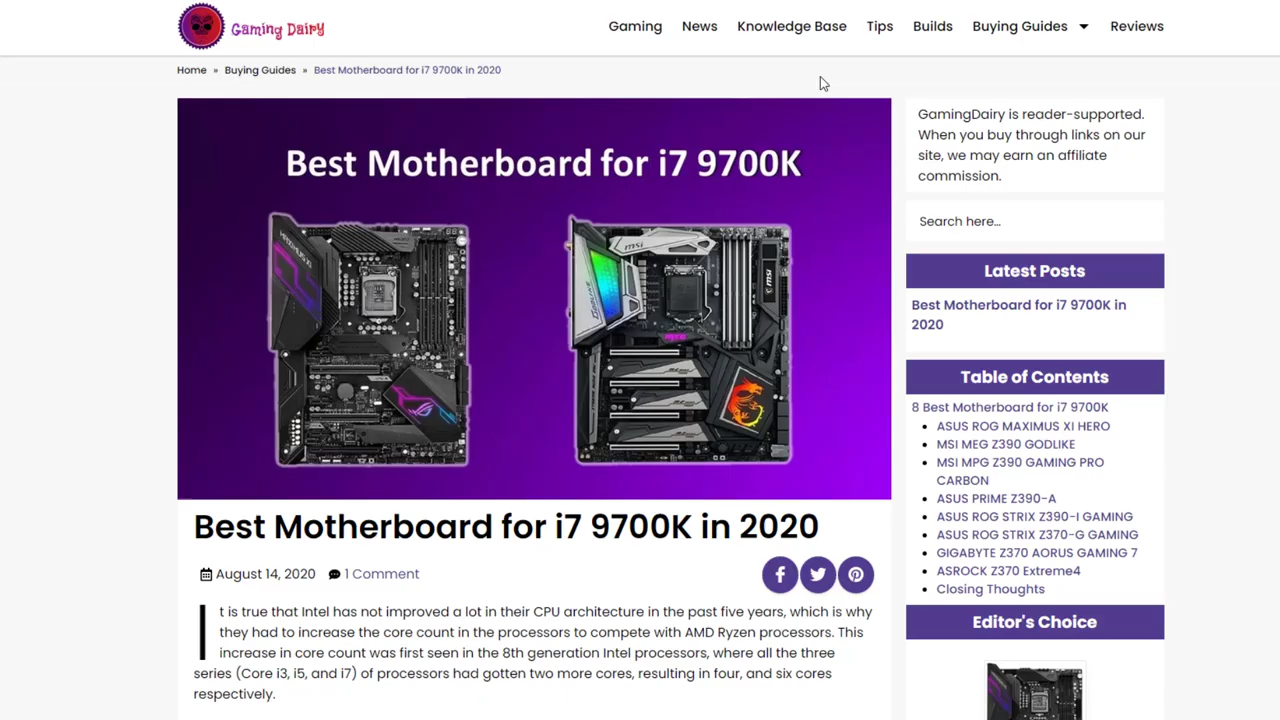 Gaming Dairy
Gaming News Knowledge Base Tips Builds Buying Guides Reviews
Home » Buying Guides » Best Motherboard for i7 9700K in 2020
Best Motherboard for i7 9700K
MAXIMUS XI
msi
GODLIKE
msi
MEG
GamingDairy is reader-supported.
When you buy through links on our
site, we may earn an affiliate
commission.
Search here...
Latest Posts
Best Motherboard for i7 9700K in
2020
Table of Contents
8 Best Motherboard for i7 9700K
• ASUS ROG MAXIMUS XI HERO
• MSI MEG Z390 GODLIKE
• MSI MPG Z390 GAMING PRO
CARBON
• ASUS PRIME Z390-A
• ASUS ROG STRIX Z390-I GAMING
• ASUS ROG STRIX Z370-G GAMING
• GIGABYTE Z370 AORUS GAMING 7
• ASROCK Z370 Extreme4
• Closing Thoughts
Editor's Choice
Best Motherboard for i7 9700K in 2020
August 14, 2020 1 Comment
It is true that Intel has not improved a lot in their CPU architecture in the past five years, which is why
they had to increase the core count in the processors to compete with AMD Ryzen processors. This
increase in core count was first seen in the 8th generation Intel processors, where all the three
series (Core i3, i5, and i7) of processors had gotten two more cores, resulting in four, and six cores
respectively.